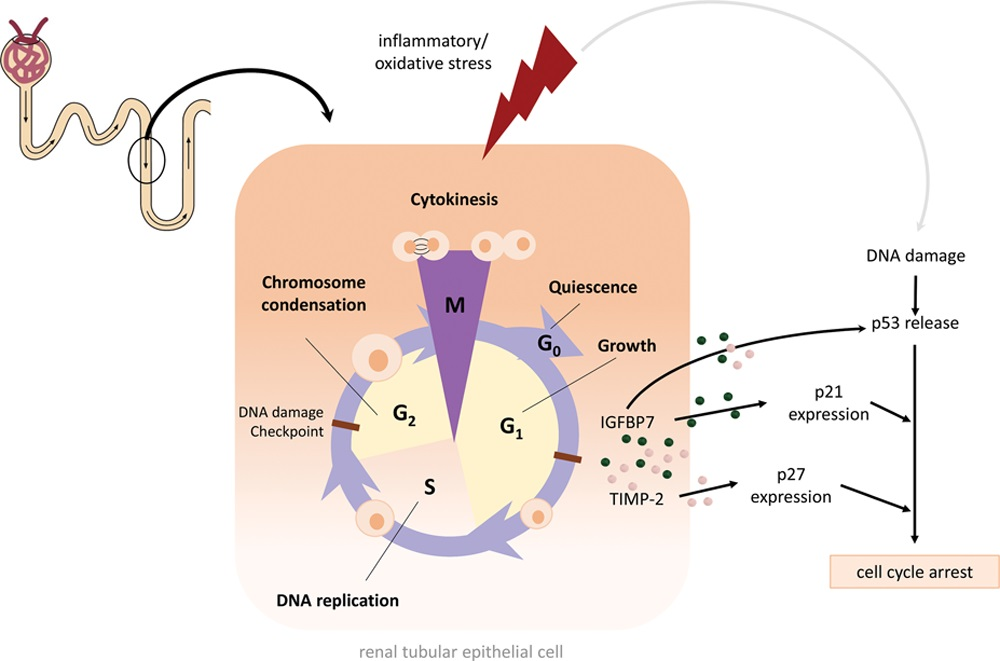 inflammatory/
oxidative stress
Cytokinesis
Chromosome
condensation
M
Quiescence
G₀
Growth
DNA damage
p53 release
DNA damage
Checkpoint
G₂
G₁
IGFBP7
p21
expression
S
TIMP-2
p27
expression
cell cycle arrest
DNA replication
renal tubular epithelial cell